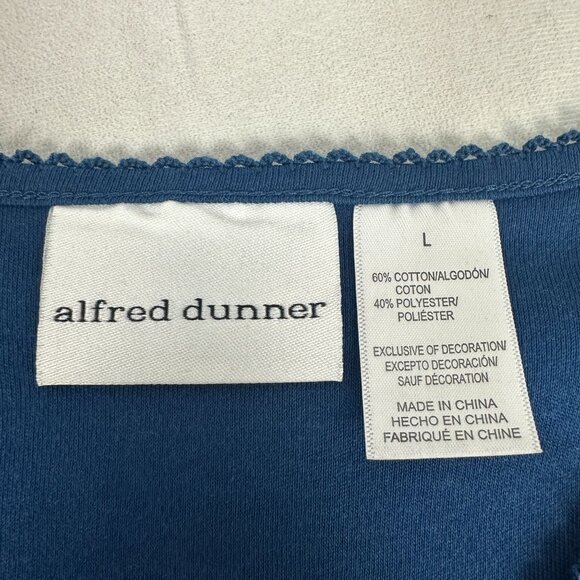 alfred dunner
L
60% COTTON/ALGODÓN/
COTON
40% POLYESTER/
POLIÉSTER
EXCLUSIVE OF DECORATION/
EXCEPTO DECORACIÓN/
SAUF DÉCORATION
MADE IN CHINA
HECHO EN CHINA
FABRIQUÉ EN CHINE